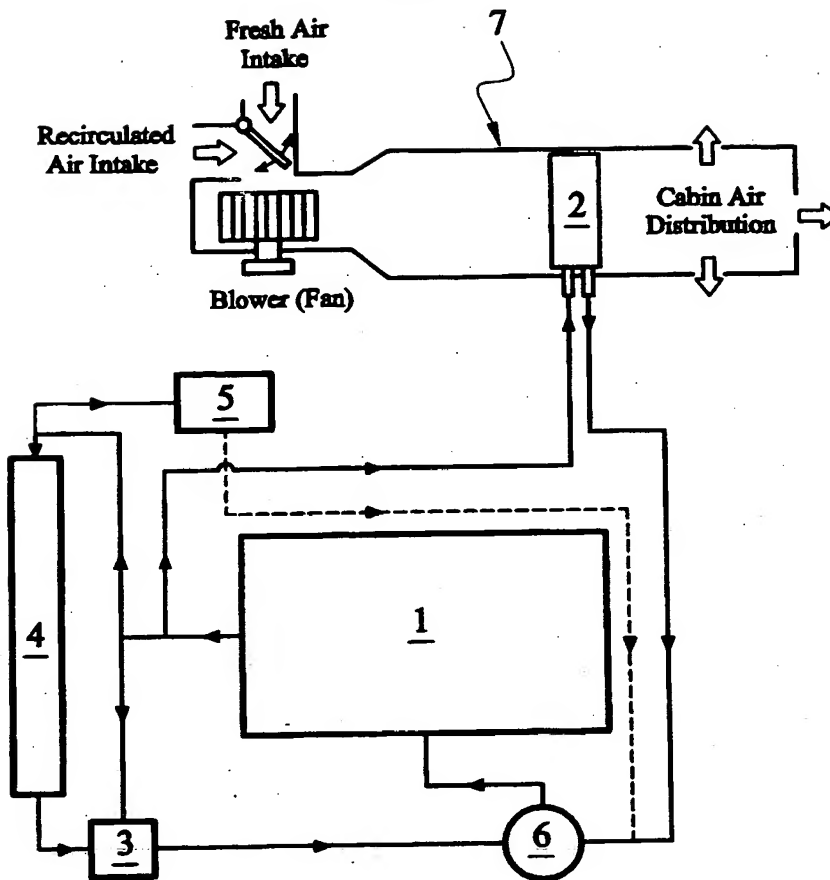 Fresh Air
Intake
7
Recirculated
Air Intake
2
Cabin Air
Distribution
Blower (Fan)
5
4
1
3
6